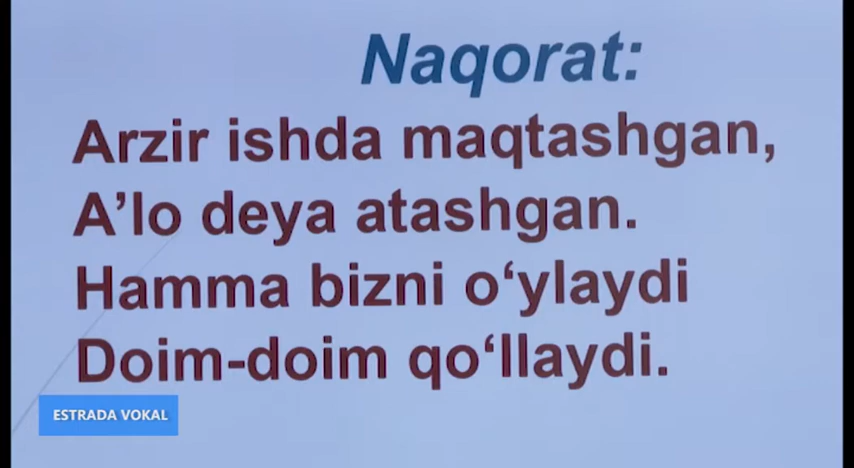 Naqorat:
Arzir ishda maqtashgan,
A’lo deya atashgan.
Hamma bizni o‘ylaydi
Doim-doim qo‘llaydi.
ESTRADA VOKAL